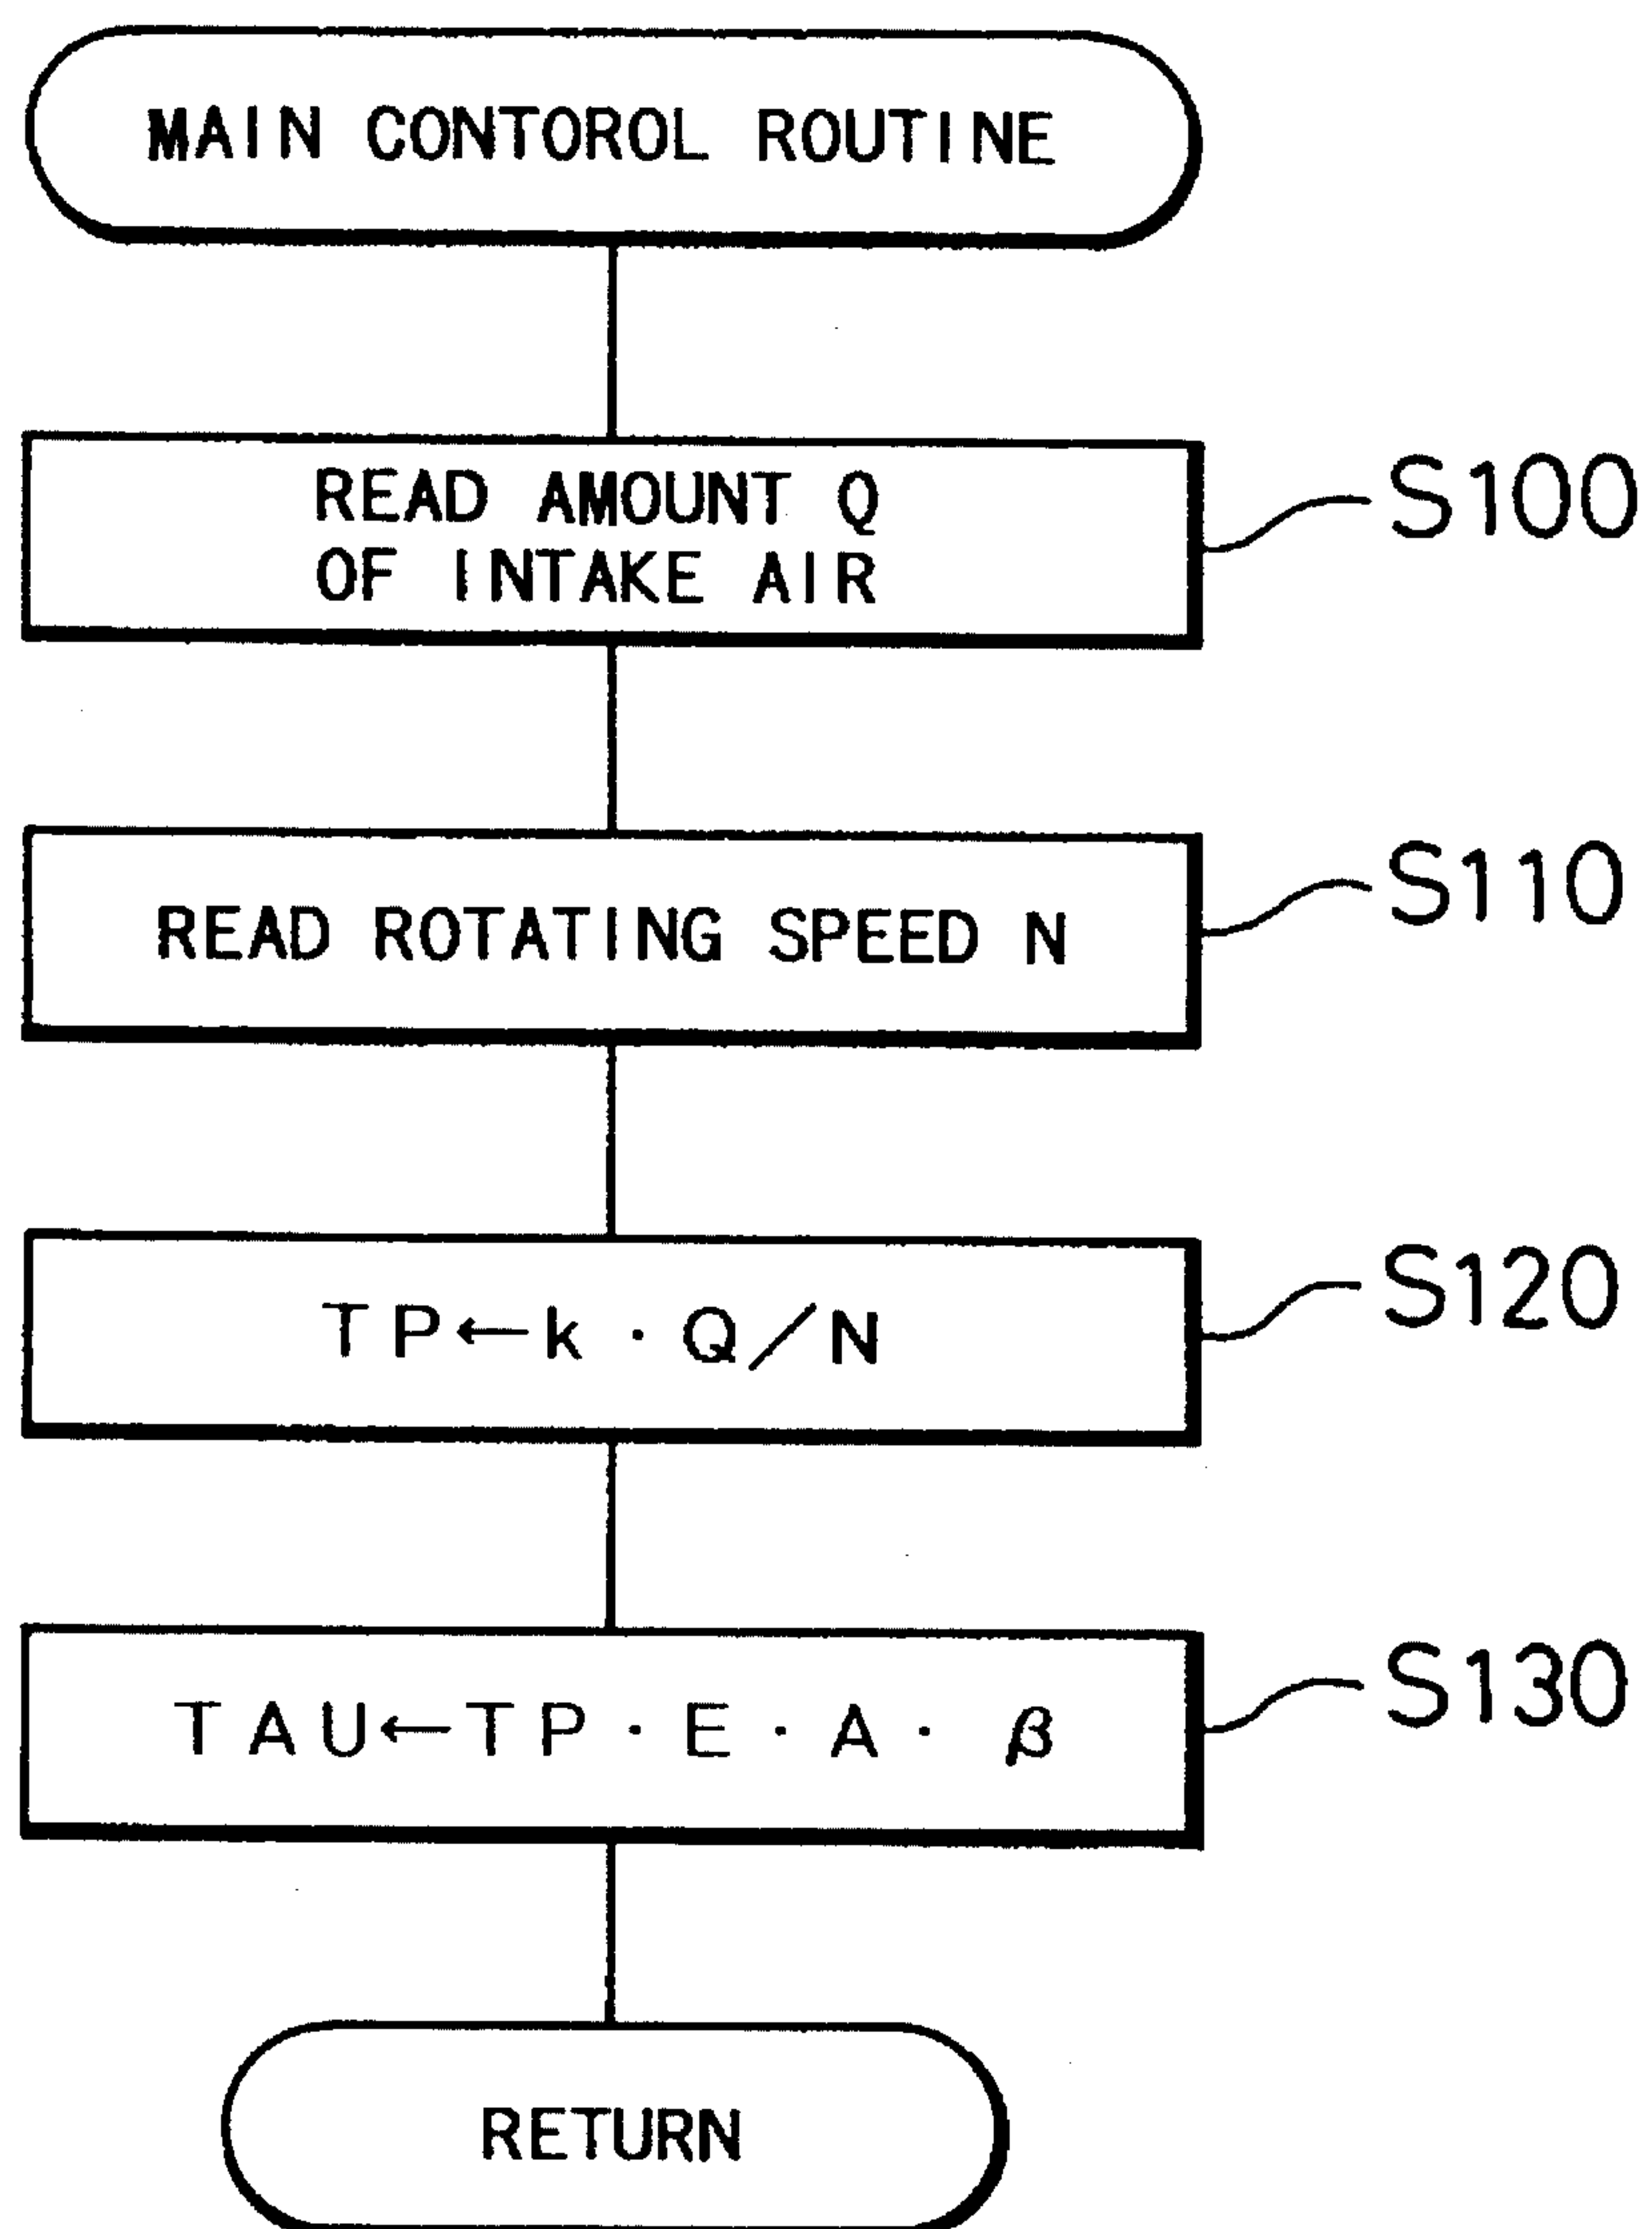 MAIN CONTOROL ROUTINE
READ AMOUNT Q
OF INTAKE AIR
S100
READ ROTATING SPEED N
S110
TP←k・Q/N
S120
TAU←TP・E・A・β
S130
RETURN